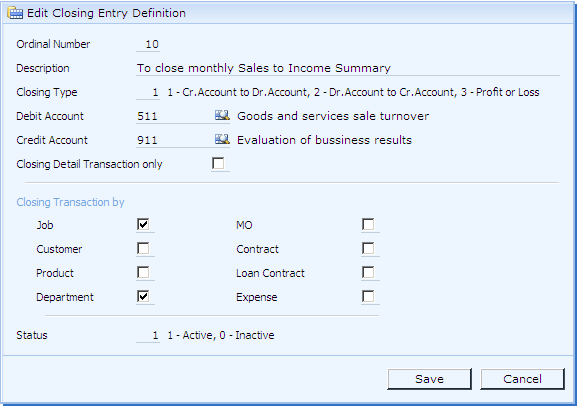 Edit Closing Entry Definition
Ordinal Number 10
Description To close monthly Sales to Income Summary
Closing Type 1 1 - Cr.Account to Dr.Account, 2 - Dr.Account to Cr.Account, 3 - Profit or Loss
Debit Account 511 Goods and services sale turnover
Credit Account 911 Evaluation of bussiness results
Closing Detail Transaction only
Closing Transaction by
Job MO
Customer Contract
Product Loan Contract
Department Expense
Status 1 1 - Active, 0 - Inactive
Save Cancel